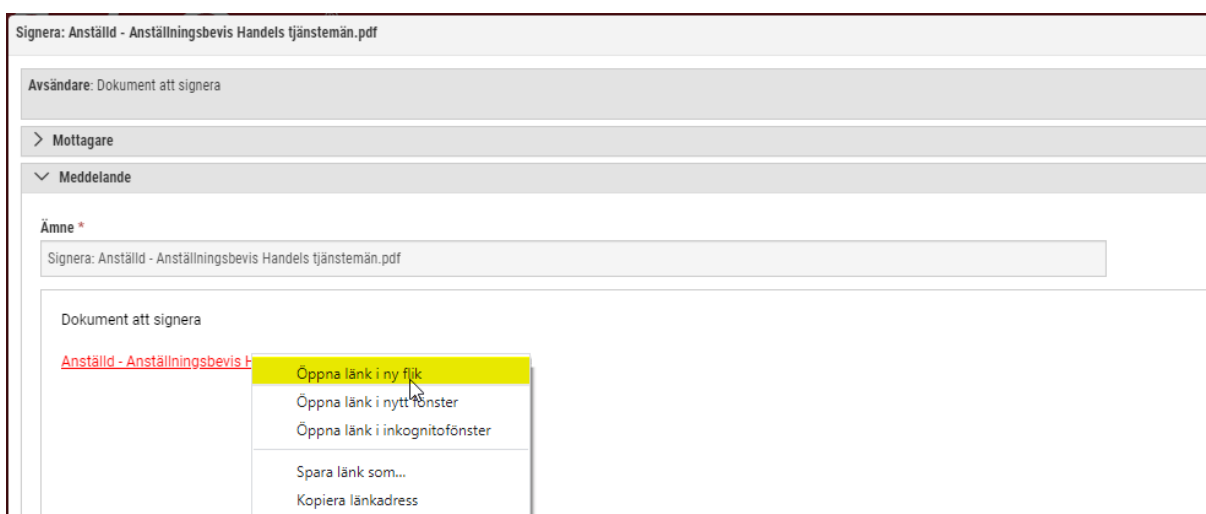 Signera: Anställd - Anställningsbevis Handels tjänstemän.pdf
Avsändare: Dokument att signera
Mottagare
Meddelande
Ämne *
Signera: Anställd - Anställningsbevis Handels tjänstemän.pdf
Dokument att signera
Anställd - Anställningsbevis H
Öppna länk i ny flik
Öppna länk i nytt fönster
Öppna länk i inkognitofönster
Spara länk som...
Kopiera länkadress